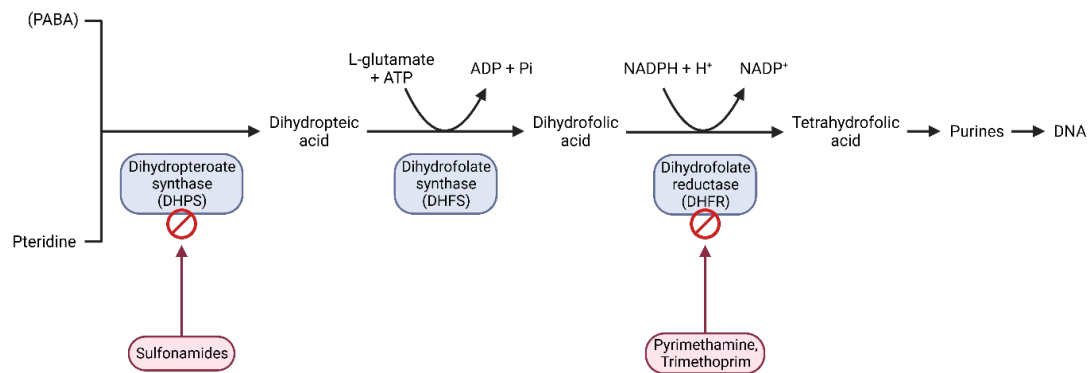 (PABA)
Pteridine
Dihydropteroate
synthase
(DHPS)
Sulfonamides
Dihydropteic
acid
L-glutamate
+ ATP
ADP + Pi
Dihydrofolate
synthase
(DHFS)
Dihydrofolic
acid
NADPH + H⁺
NADP⁺
Dihydrofolate
reductase
(DHFR)
Pyrimethamine,
Trimethoprim
Tetrahydrofolic
acid
Purines
DNA